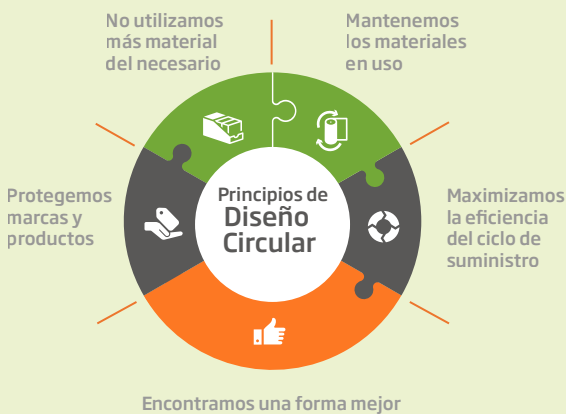 No utilizamos
más material
del necesario
Mantenemos
los materiales
en uso
Protegemos
marcas y
productos
Principios de
Diseño
Circular
Maximizamos
la eficiencia
del ciclo de
suministro
Encontramos una forma mejor